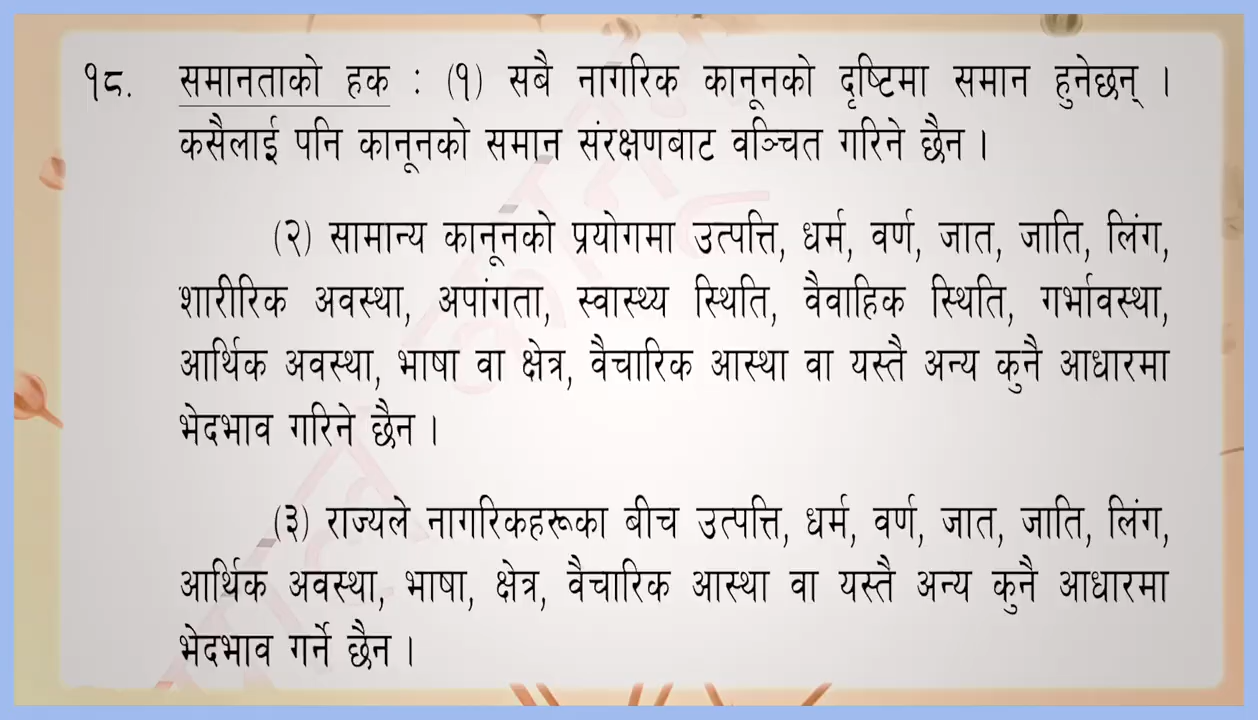 १८. समानताको हक : (१) सबै नागरिक कानूनको दृष्टिमा समान हुनेछन् ।
कसैलाई पनि कानूनको समान संरक्षणबाट वञ्चित गरिने छैन ।
(२) सामान्य कानूनको प्रयोगमा उत्पत्ति, धर्म, वर्ण, जात, जाति, लिंग,
शारीरिक अवस्था, अपांगता, स्वास्थ्य स्थिति, वैवाहिक स्थिति, गर्भावस्था,
आर्थिक अवस्था, भाषा वा क्षेत्र, वैचारिक आस्था वा यस्तै अन्य कुनै आधारमा
भेदभाव गरिने छैन ।
(३) राज्यले नागरिकहरूका बीच उत्पत्ति, धर्म, वर्ण, जात, जाति, लिंग,
आर्थिक अवस्था, भाषा, क्षेत्र, वैचारिक आस्था वा यस्तै अन्य कुनै आधारमा
भेदभाव गर्ने छैन ।